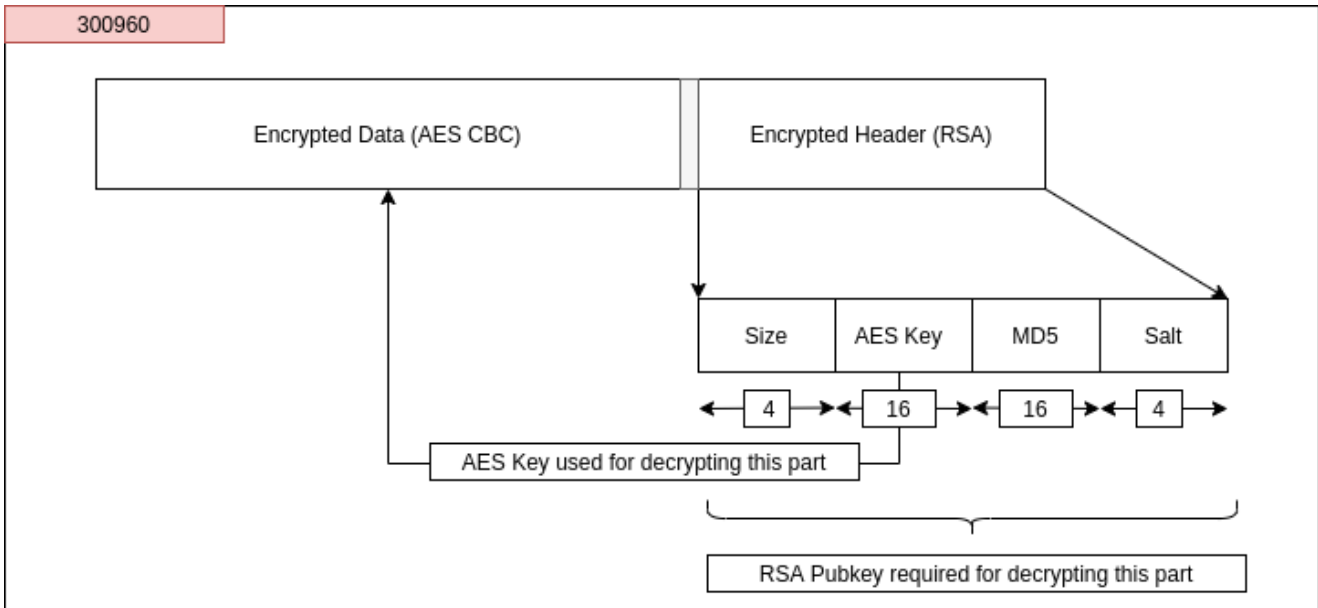 300960
Encrypted Data (AES CBC)
Encrypted Header (RSA)
Size
AES Key
MD5
Salt
4
16
16
4
AES Key used for decrypting this part
RSA Pubkey required for decrypting this part